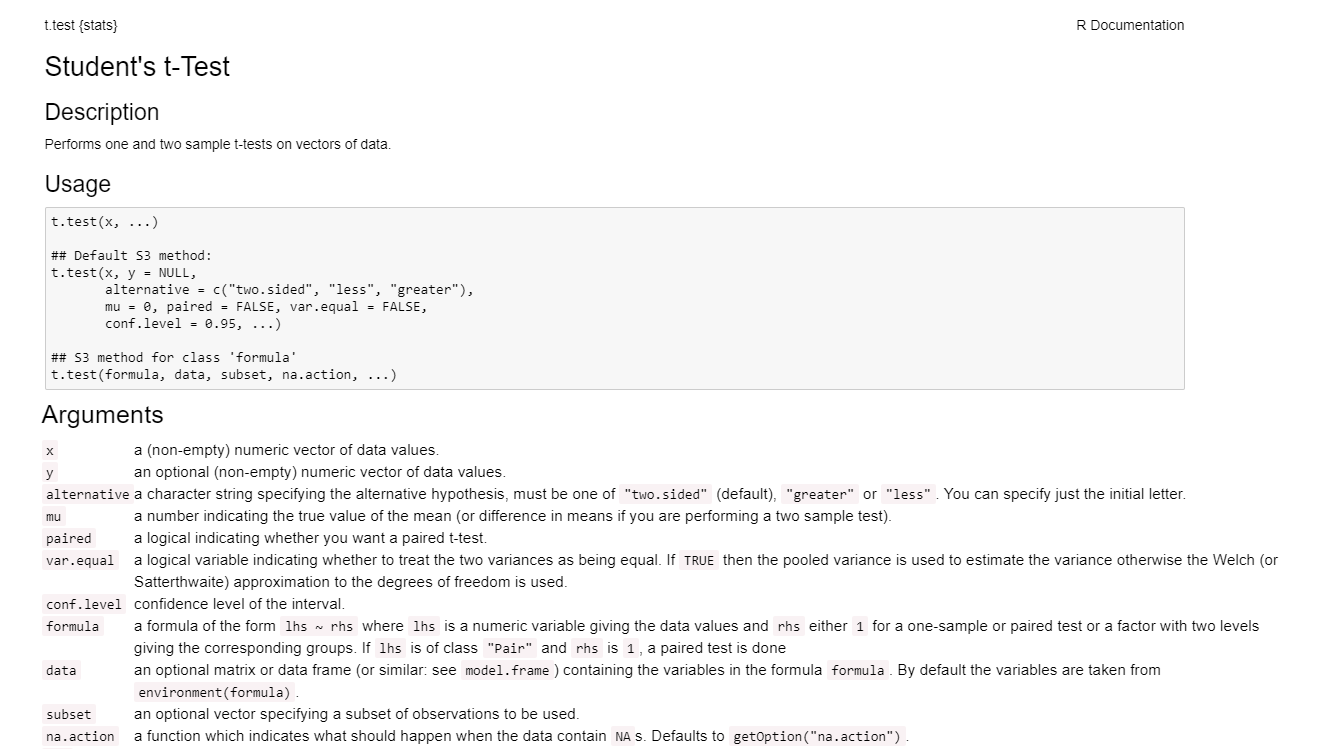 t.test {stats} R Documentation
Student's t-Test
Description
Performs one and two sample t-tests on vectors of data.
Usage
t.test(x, ...)
## Default S3 method:
t.test(x, y = NULL,
       alternative = c("two.sided", "less", "greater"),
       mu = 0, paired = FALSE, var.equal = FALSE,
       conf.level = 0.95, ...)
## S3 method for class 'formula'
t.test(formula, data, subset, na.action, ...)
Arguments
x a (non-empty) numeric vector of data values.
y an optional (non-empty) numeric vector of data values.
alternative a character string specifying the alternative hypothesis, must be one of "two.sided" (default), "greater" or "less". You can specify just the initial letter.
mu a number indicating the true value of the mean (or difference in means if you are performing a two sample test).
paired a logical indicating whether you want a paired t-test.
var.equal a logical variable indicating whether to treat the two variances as being equal. If TRUE then the pooled variance is used to estimate the variance otherwise the Welch (or
Satterthwaite) approximation to the degrees of freedom is used.
conf.level confidence level of the interval.
formula a formula of the form lhs ~ rhs where lhs is a numeric variable giving the data values and rhs either 1 for a one-sample or paired test or a factor with two levels
giving the corresponding groups. If lhs is of class "Pair" and rhs is 1, a paired test is done
data an optional matrix or data frame (or similar: see model.frame) containing the variables in the formula formula. By default the variables are taken from
environment(formula).
subset an optional vector specifying a subset of observations to be used.
na.action a function which indicates what should happen when the data contain NAs. Defaults to getOption("na.action").